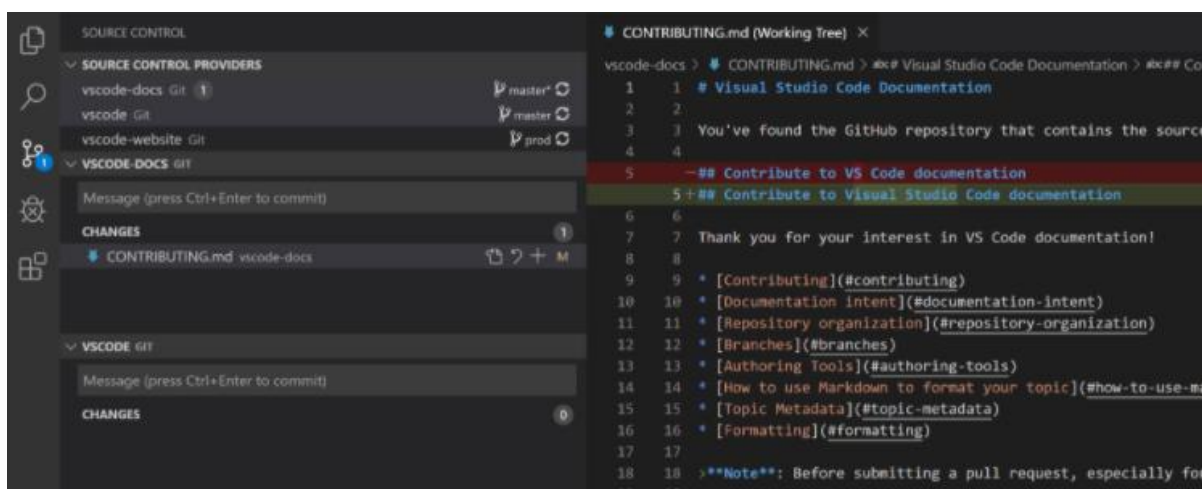 SOURCE CONTROL
SOURCE CONTROL PROVIDERS
vscode-docs Git 1 master*
vscode Git master
vscode-website Git prod
VSCODE-DOCS GIT
Message (press Ctrl+Enter to commit)
CHANGES 1
CONTRIBUTING.md vscode-docs M
VSCODE GIT
Message (press Ctrl+Enter to commit)
CHANGES 0
1
CONTRIBUTING.md (Working Tree) ×
vscode-docs > CONTRIBUTING.md > abc # Visual Studio Code Documentation > abc ## Co
1 1 # Visual Studio Code Documentation
2 2
3 3 You've found the GitHub repository that contains the source
4 4
5 -## Contribute to VS Code documentation
5 +## Contribute to Visual Studio Code documentation
6 6
7 7 Thank you for your interest in VS Code documentation!
8 8
9 9 * [Contributing](#contributing)
10 10 * [Documentation intent](#documentation-intent)
11 11 * [Repository organization](#repository-organization)
12 12 * [Branches](#branches)
13 13 * [Authoring Tools](#authoring-tools)
14 14 * [How to use Markdown to format your topic](#how-to-use-ma
15 15 * [Topic Metadata](#topic-metadata)
16 16 * [Formatting](#formatting)
17 17
18 18 >**Note**: Before submitting a pull request, especially fo